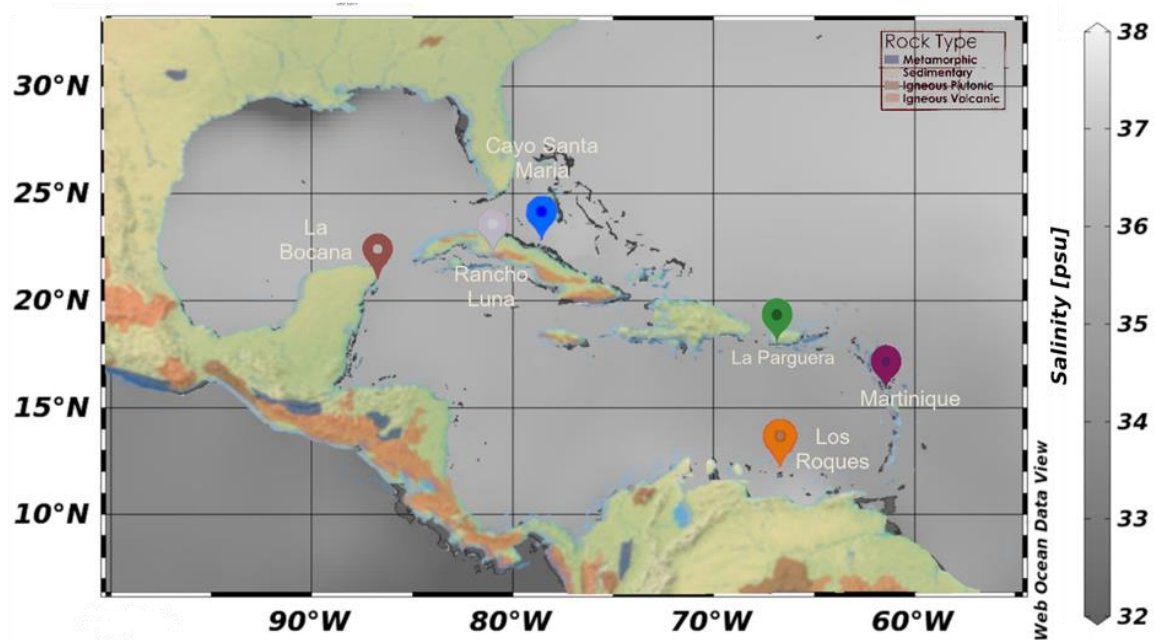 Rock Type
Metamorphic
Sedimentary
Igneous Plutonic
Igneous Volcanic
38
37
36
35
34
33
32
Salinity [psu]
Web Ocean Data View
30°N
25°N
20°N
15°N
10°N
Cayo Santa
Maria
La
Bocana
Rancho
Luna
La Parguera
Martinique
Los
Roques
90°W
80°W
70°W
60°W